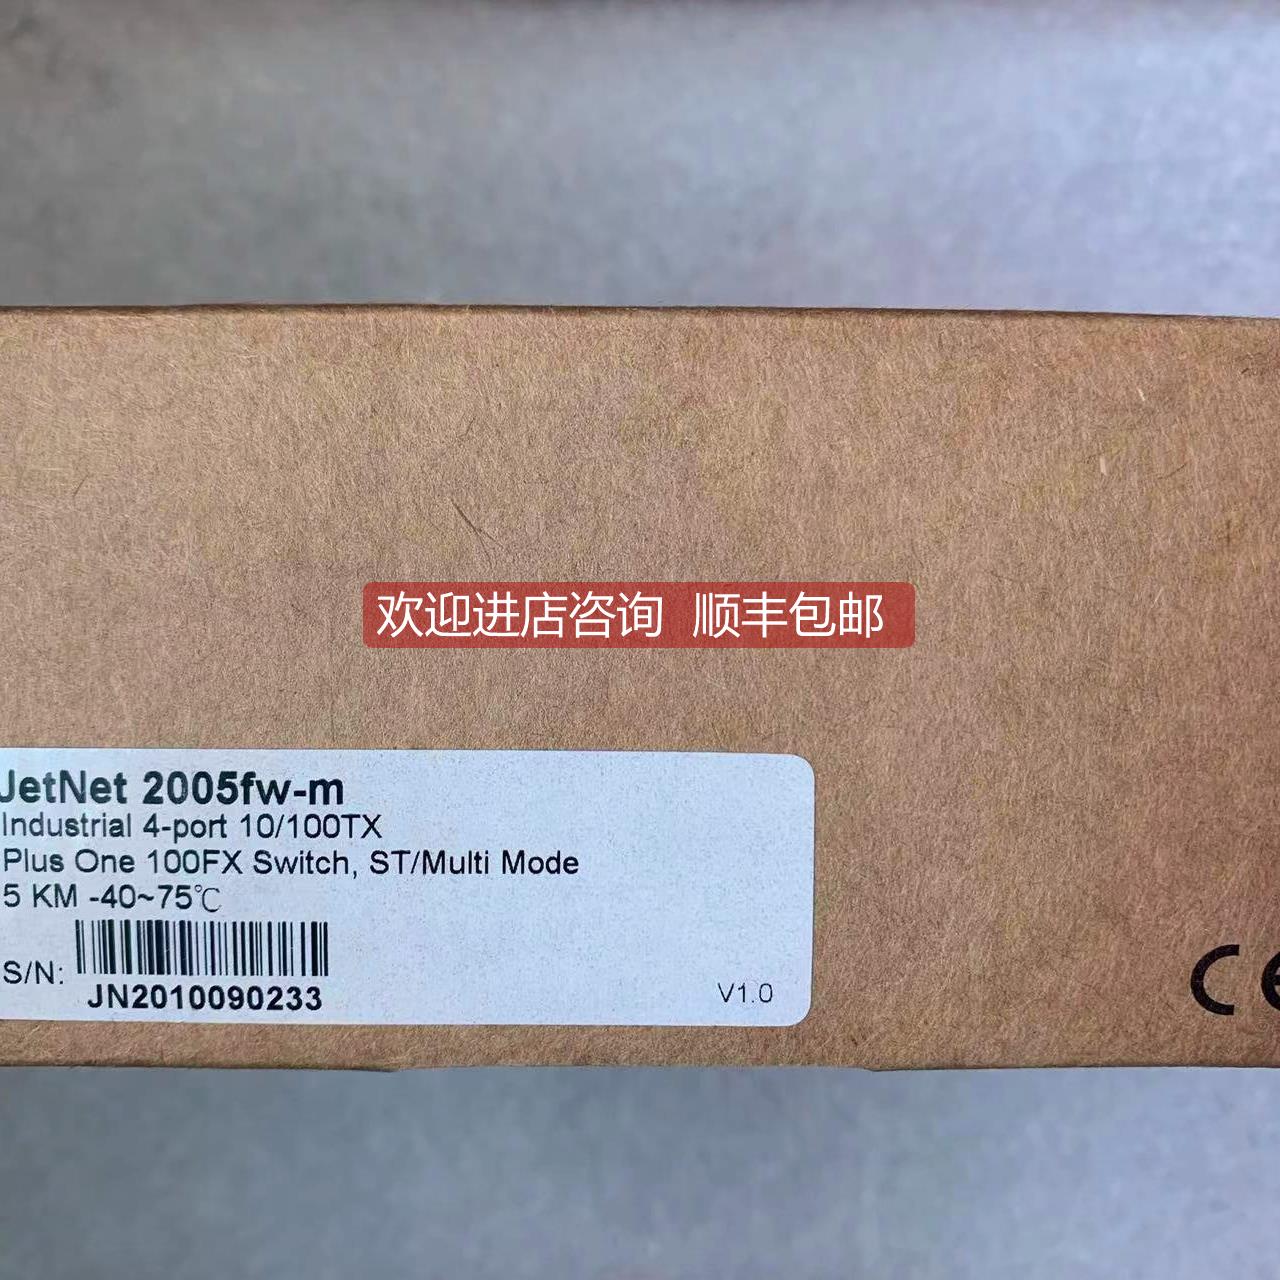 欢迎进店咨询 顺丰包邮
JetNet 2005fw-m
Industrial 4-port 10/100TX
Plus One 100FX Switch, ST/Multi Mode
5 KM -40~75℃
S/N:
JN2010090233
V1.0
CE